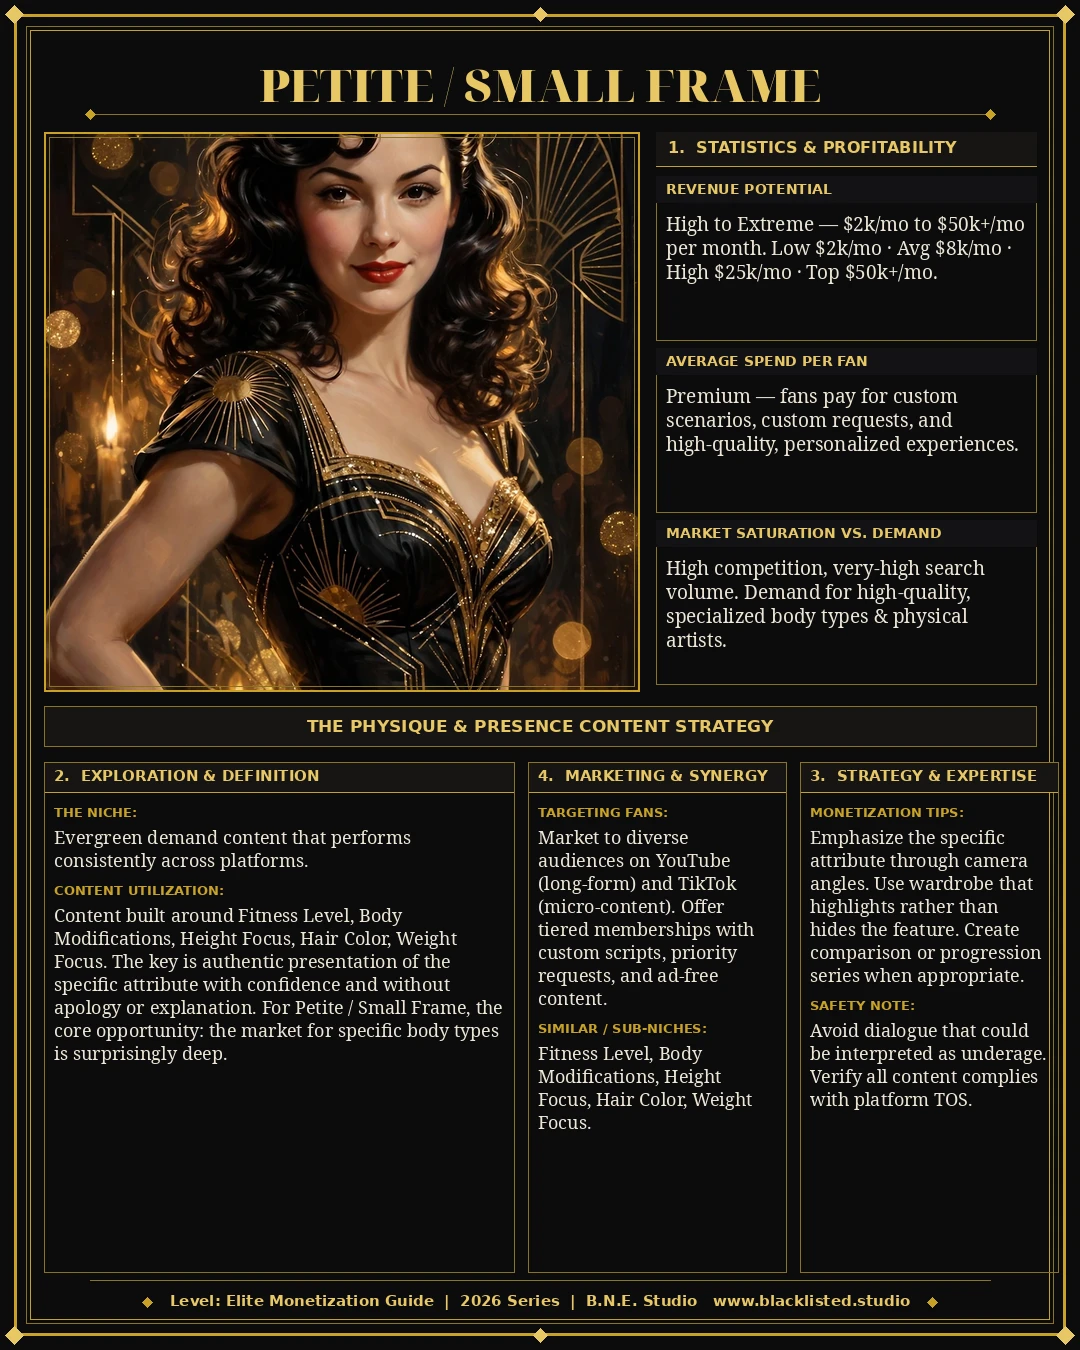 PETITE / SMALL FRAME
1. STATISTICS & PROFITABILITY
REVENUE POTENTIAL
High to Extreme — $2k/mo to $50k+/mo
per month. Low $2k/mo · Avg $8k/mo ·
High $25k/mo · Top $50k+/mo.
AVERAGE SPEND PER FAN
Premium — fans pay for custom
scenarios, custom requests, and
high-quality, personalized experiences.
MARKET SATURATION VS. DEMAND
High competition, very-high search
volume. Demand for high-quality,
specialized body types & physical
artists.
THE PHYSIQUE & PRESENCE CONTENT STRATEGY
2. EXPLORATION & DEFINITION
THE NICHE:
Evergreen demand content that performs
consistently across platforms.
CONTENT UTILIZATION:
Content built around Fitness Level, Body
Modifications, Height Focus, Hair Color, Weight
Focus. The key is authentic presentation of the
specific attribute with confidence and without
apology or explanation. For Petite / Small Frame, the
core opportunity: the market for specific body types
is surprisingly deep.
4. MARKETING & SYNERGY
TARGETING FANS:
Market to diverse
audiences on YouTube
(long-form) and TikTok
(micro-content). Offer
tiered memberships with
custom scripts, priority
requests, and ad-free
content.
SIMILAR / SUB-NICHES:
Fitness Level, Body
Modifications, Height
Focus, Hair Color, Weight
Focus.
3. STRATEGY & EXPERTISE
MONETIZATION TIPS:
Emphasize the specific
attribute through camera
angles. Use wardrobe that
highlights rather than
hides the feature. Create
comparison or progression
series when appropriate.
SAFETY NOTE:
Avoid dialogue that could
be interpreted as underage.
Verify all content complies
with platform TOS.
Level: Elite Monetization Guide | 2026 Series | B.N.E. Studio www.blacklisted.studio